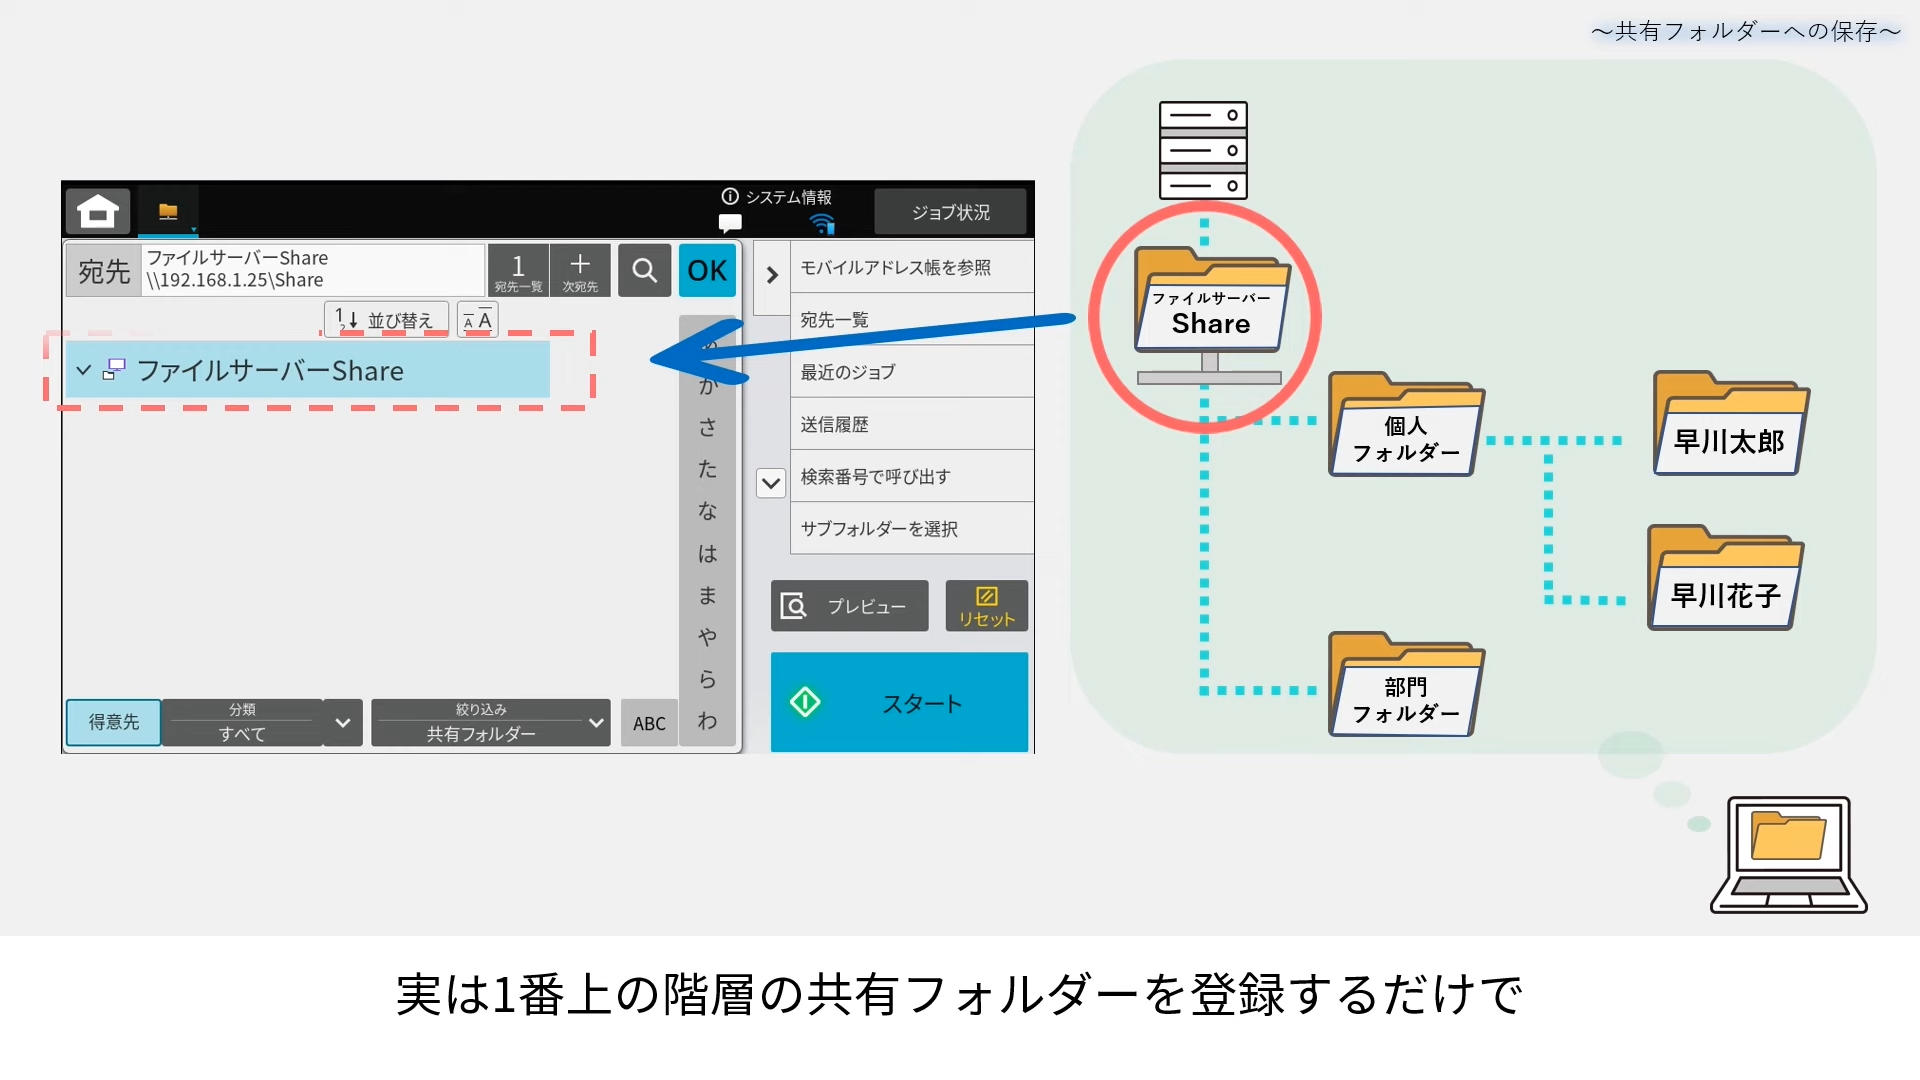 ～共有フォルダーへの保存～
システム情報
ジョブ状況
宛先
ファイルサーバーShare
\\192.168.1.25\Share
1
宛先一覧
+
次宛先
OK
モバイルアドレス帳を参照
並び替え
A A
宛先一覧
ファイルサーバーShare
最近のジョブ
送信履歴
検索番号で呼び出す
サブフォルダーを選択
か
さ
た
な
は
ま
や
ら
わ
プレビュー
リセット
スタート
得意先
分類
すべて
絞り込み
共有フォルダー
ABC
ファイルサーバー
Share
個人
フォルダー
早川太郎
早川花子
部門
フォルダー
実は1番上の階層の共有フォルダーを登録するだけで